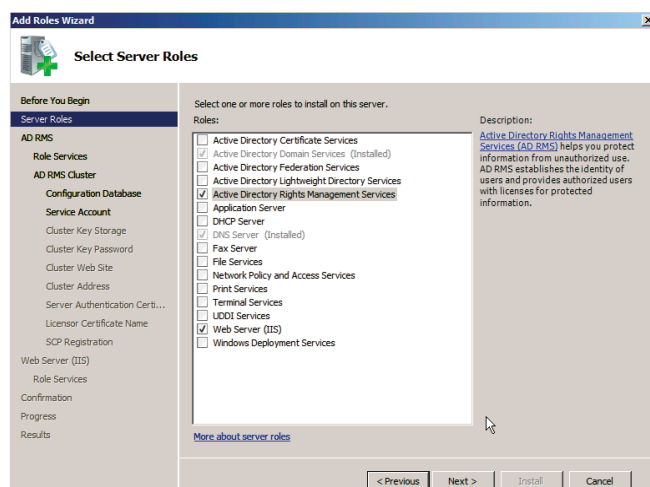 Add Roles Wizard
Select Server Roles
Before You Begin
Server Roles
AD RMS
Role Services
AD RMS Cluster
Configuration Database
Service Account
Cluster Key Storage
Cluster Key Password
Cluster Web Site
Cluster Address
Server Authentication Certi...
Licensor Certificate Name
SCP Registration
Web Server (IIS)
Role Services
Confirmation
Progress
Results
Select one or more roles to install on this server.
Roles:
Active Directory Certificate Services
Active Directory Domain Services (Installed)
Active Directory Federation Services
Active Directory Lightweight Directory Services
Active Directory Rights Management Services
Application Server
DHCP Server
DNS Server (Installed)
Fax Server
File Services
Network Policy and Access Services
Print Services
Terminal Services
UDDI Services
Web Server (IIS)
Windows Deployment Services
More about server roles
Description:
Active Directory Rights Management
Services (AD RMS) helps you protect
information from unauthorized use.
AD RMS establishes the identity of
users and provides authorized users
with licenses for protected
information.
< Previous
Next >
Install
Cancel